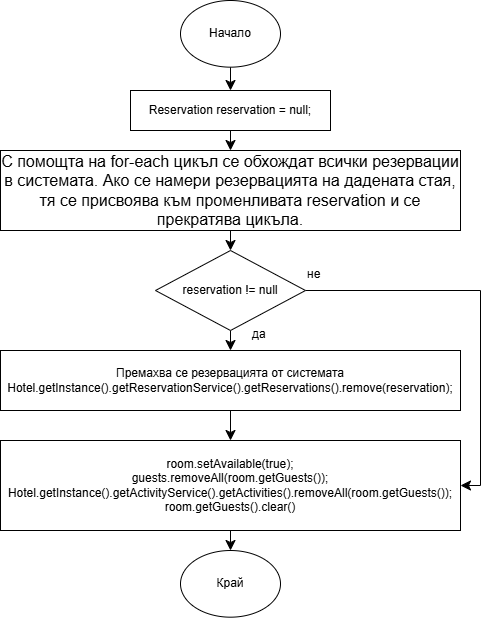 Начало
Reservation reservation = null;
С помощта на for-each цикъл се обхождат всички резервации
в системата. Ако се намери резервацията на дадената стая,
тя се присвоява към променливата reservation и се
прекратява цикъла.
не
reservation != null
да
Премахва се резервацията от системата
Hotel.getInstance().getReservationService().getReservations().remove(reservation);
room.setAvailable(true);
guests.removeAll(room.getGuests());
Hotel.getInstance().getActivityService().getActivities().removeAll(room.getGuests());
room.getGuests().clear()
Край